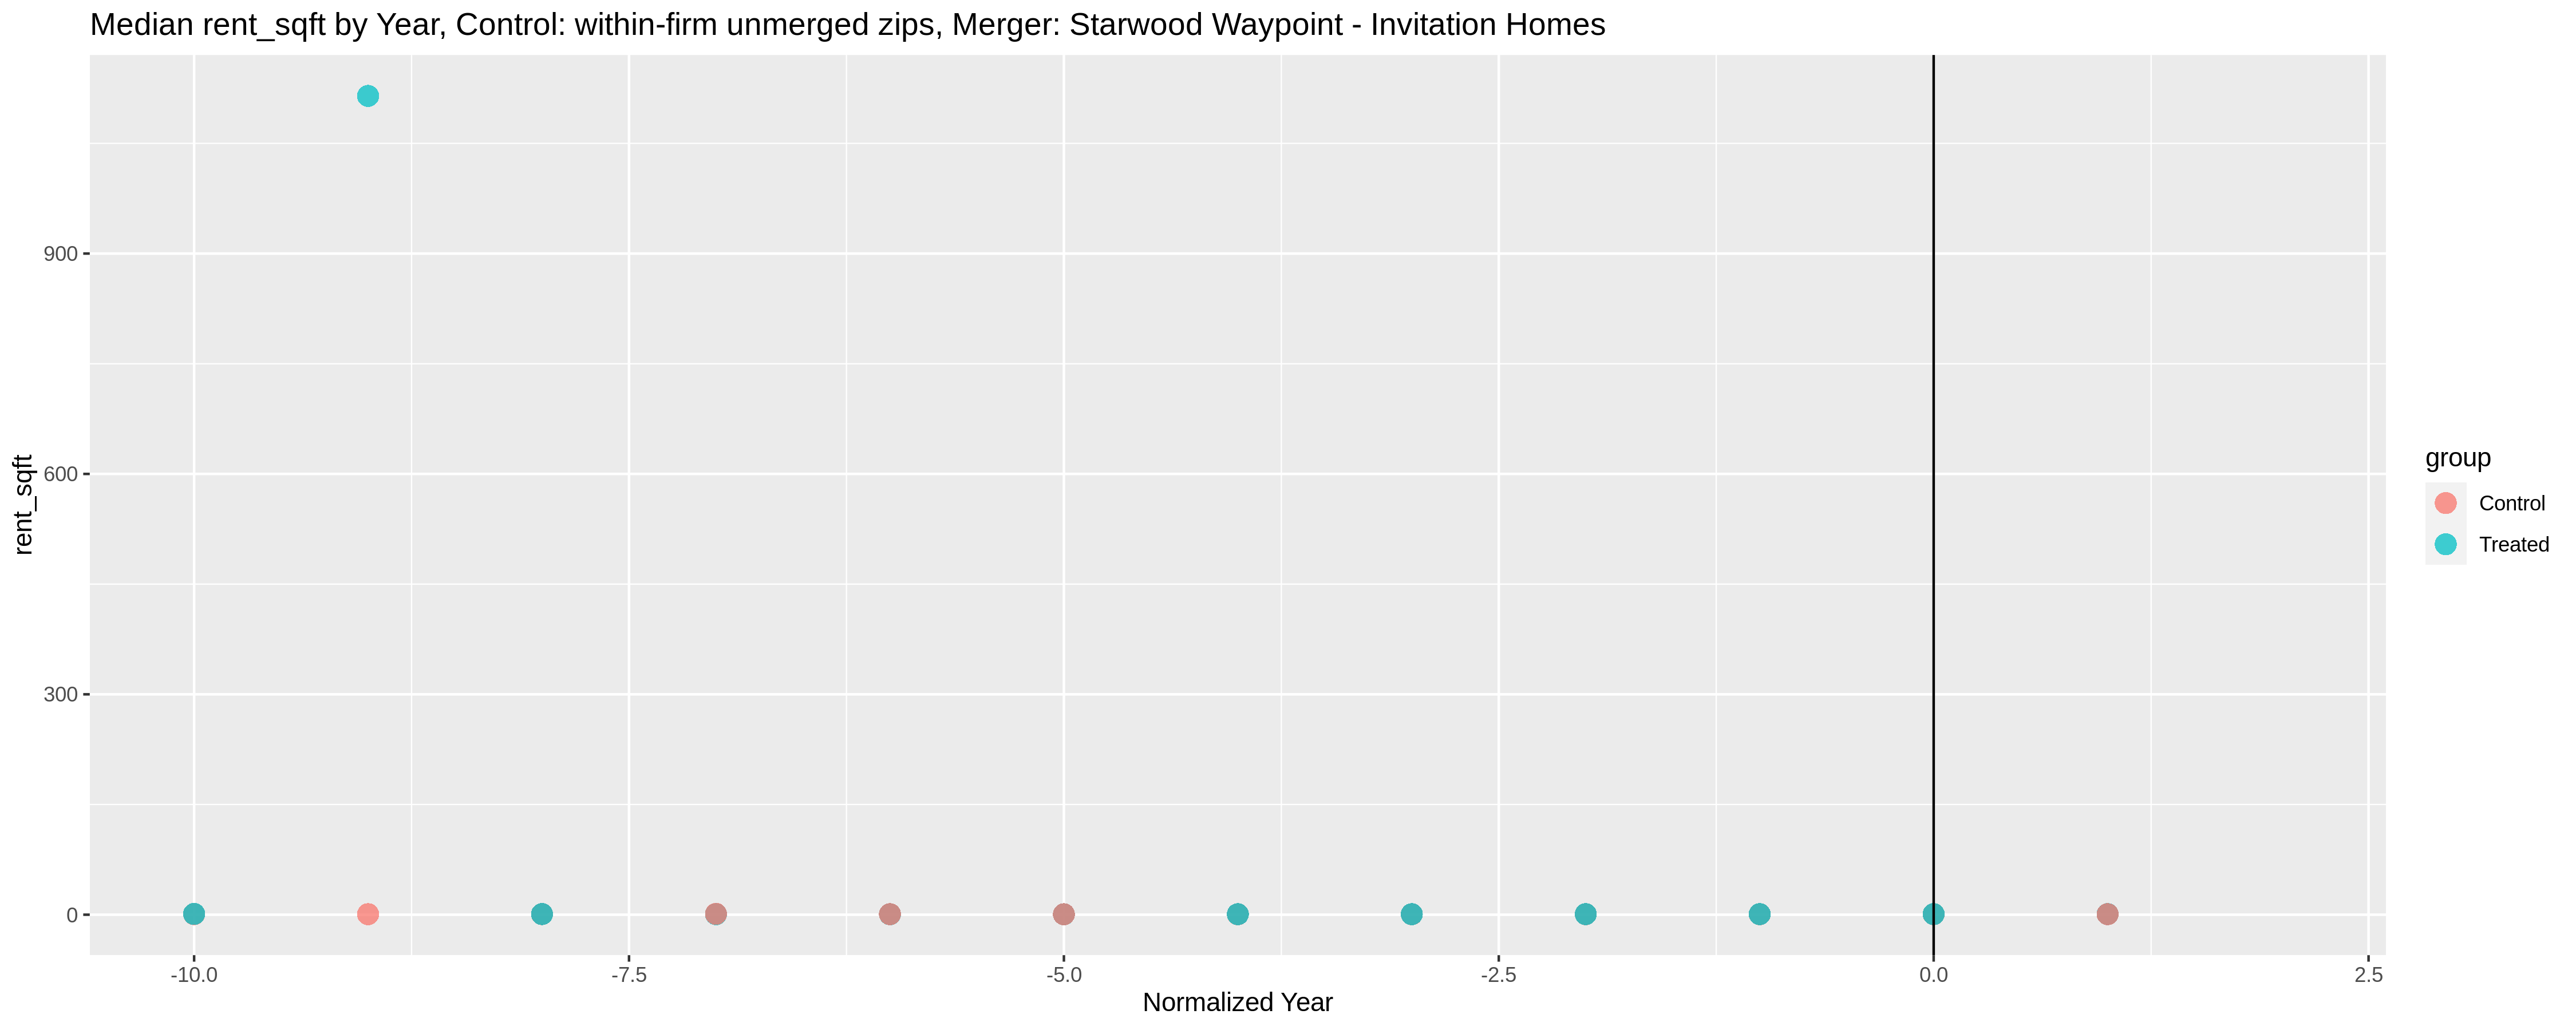 Median rent_sqft by Year, Control: within-firm unmerged zips, Merger: Starwood Waypoint - Invitation Homes
900
600
300
0
rent_sqft
-10.0
-7.5
-5.0
-2.5
0.0
2.5
Normalized Year
group
Control
Treated